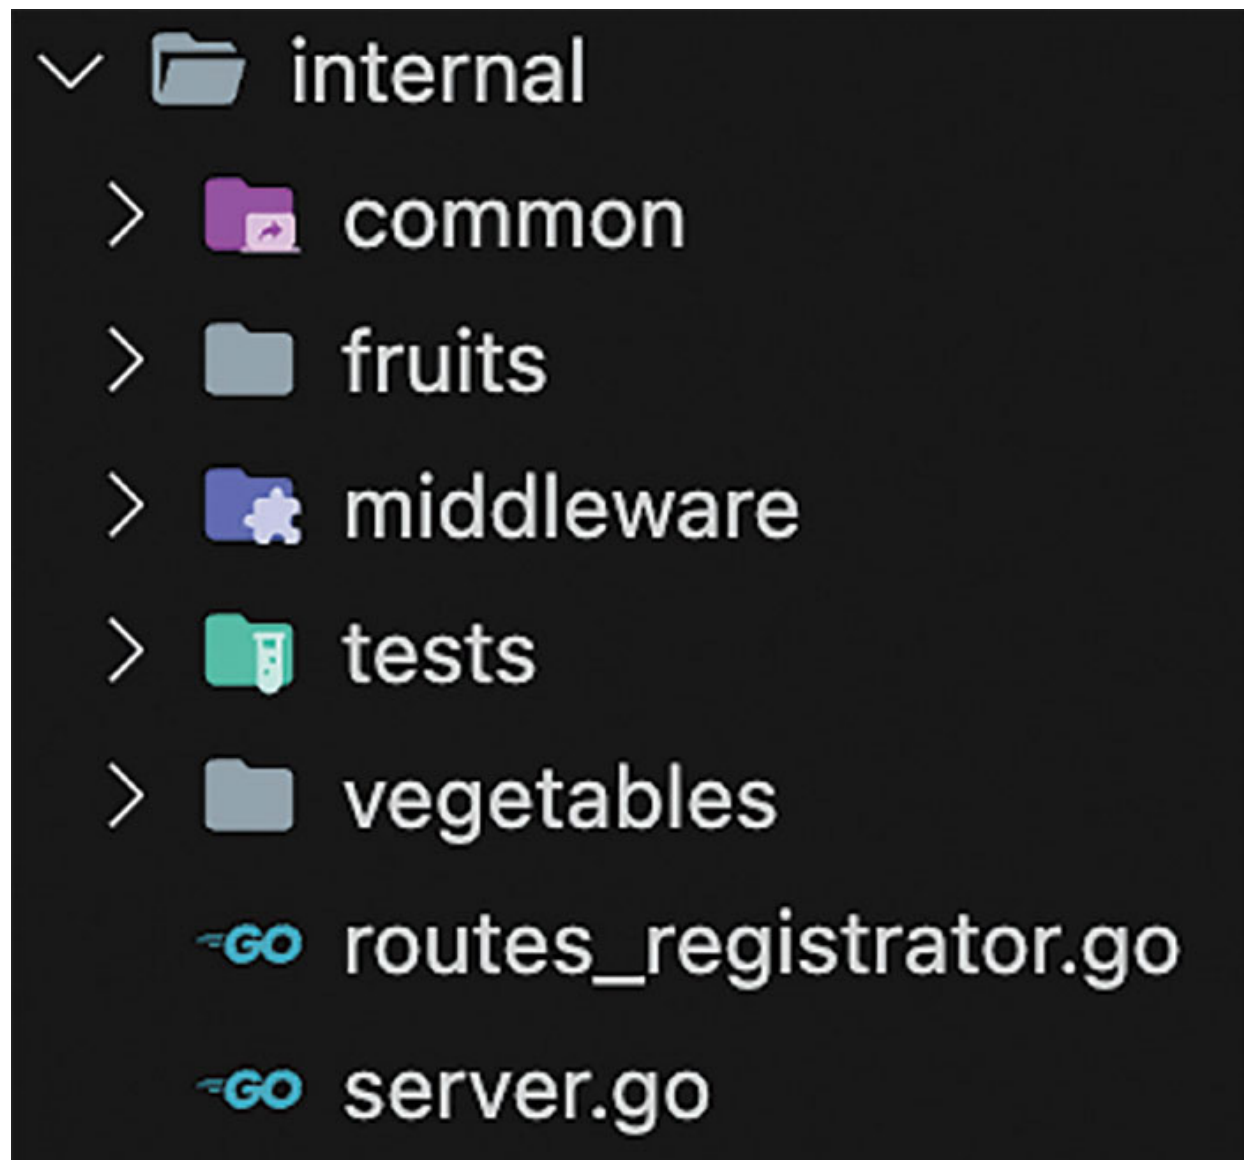 internal
common
fruits
middleware
tests
vegetables
GO routes_registrator.go
GO server.go